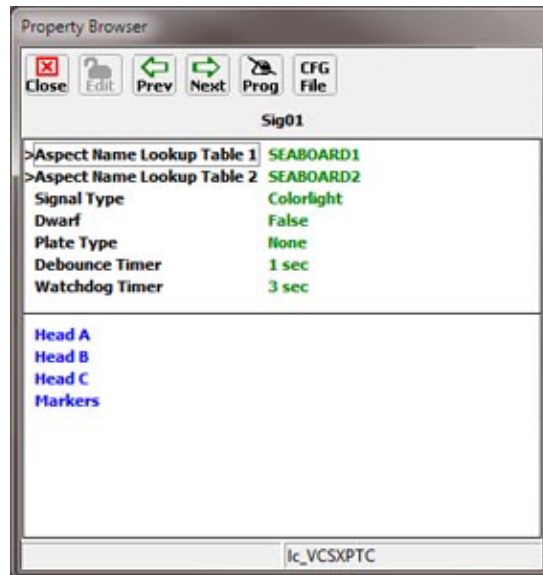 Property Browser
Close Edit Prev Next Prog CFG File
Sig01
>Aspect Name Lookup Table 1 SEABOARD1
>Aspect Name Lookup Table 2 SEABOARD2
Signal Type Colorlight
Dwarf False
Plate Type None
Debounce Timer 1 sec
Watchdog Timer 3 sec
Head A
Head B
Head C
Markers
lc_VCSXPTC